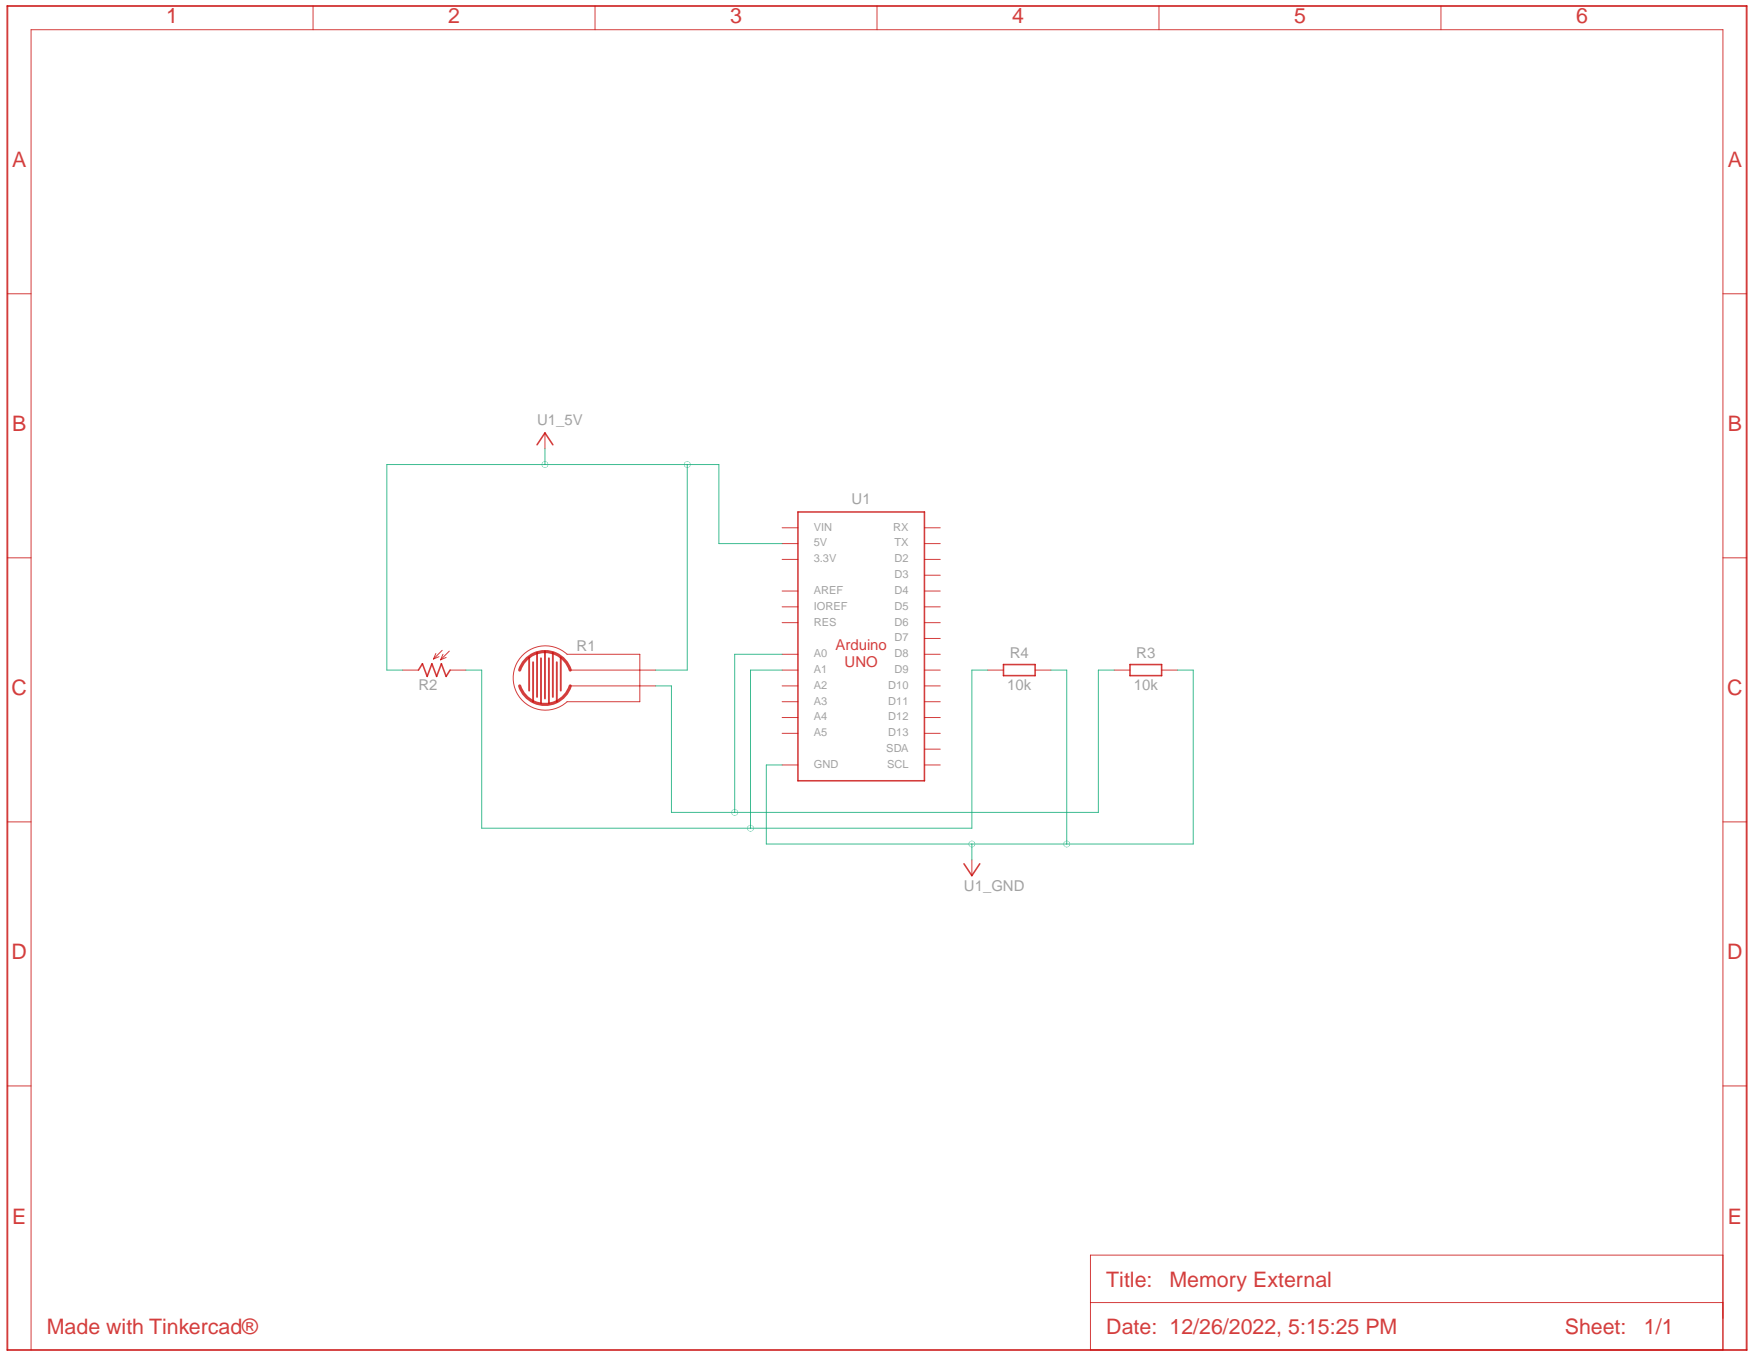 1 2 3 4 5 6
A A
B B
U1_5V
U1
VIN RX
5V TX
3.3V D2
D3
AREF D4
IOREF D5
RES D6
D7
Arduino
UNO
A0 D8
A1 D9
A2 D10
A3 D11
A4 D12
A5 D13
SDA
GND SCL
R1
R2
R4
10k
R3
10k
C C
U1_GND
D D
E E
Title: Memory External
Date: 12/26/2022, 5:15:25 PM Sheet: 1/1
Made with Tinkercad®